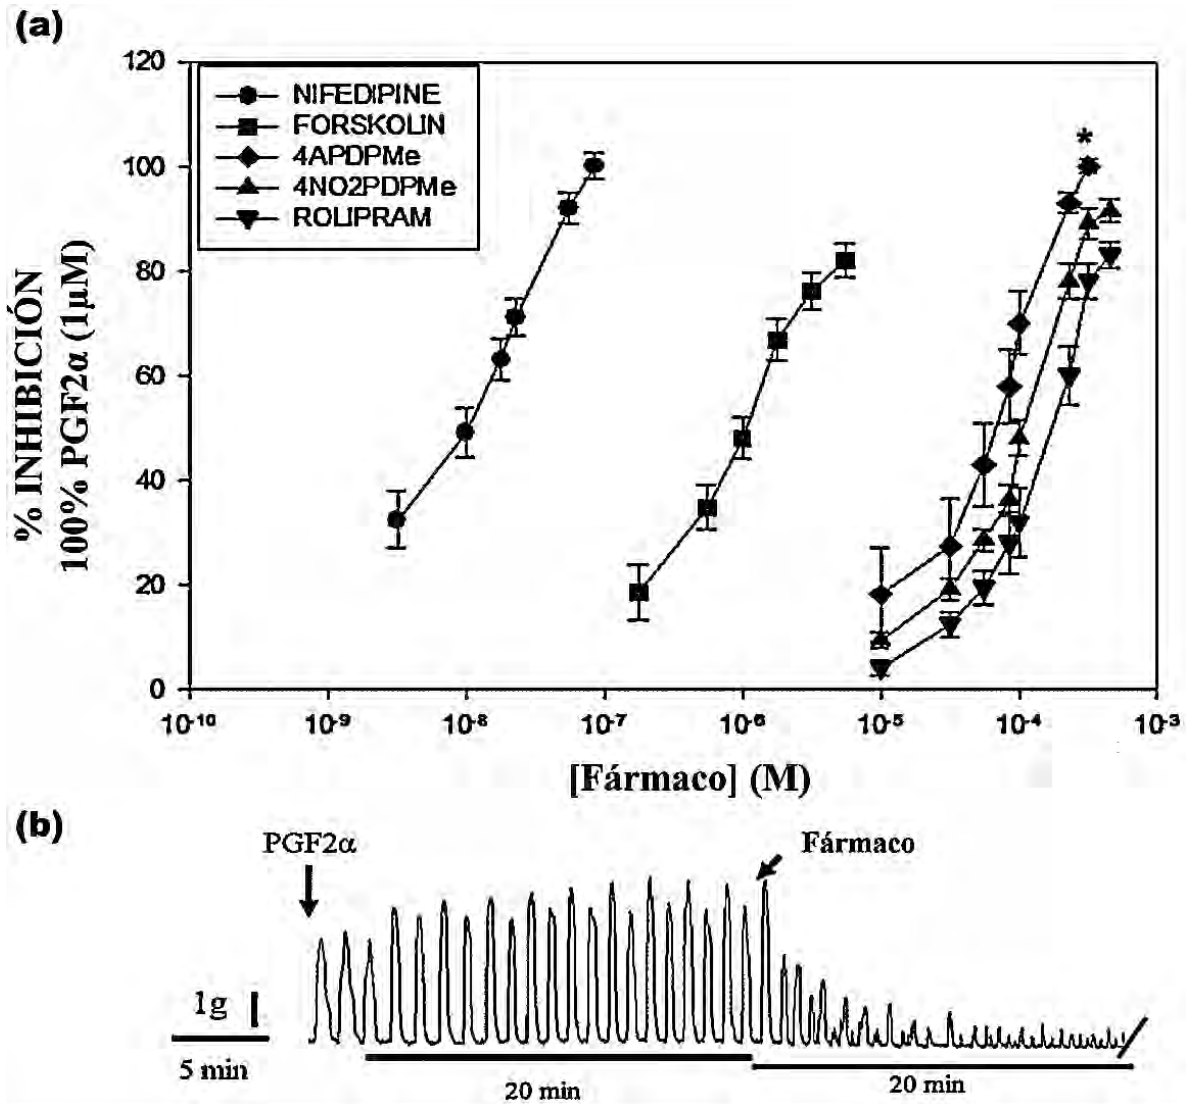 (a)
120
100
80
60
40
20
0
% INHIBICIÓN
100% PGF2α (1μM)
NIFEDIPINE
FORSKOLIN
4APDPMe
4NO2PDPMe
ROLIPRAM
*
10-10 10-9 10-8 10-7 10-6 10-5 10-4 10-3
[Fármaco] (M)
(b)
PGF2α
Fármaco
1g
5 min
20 min
20 min